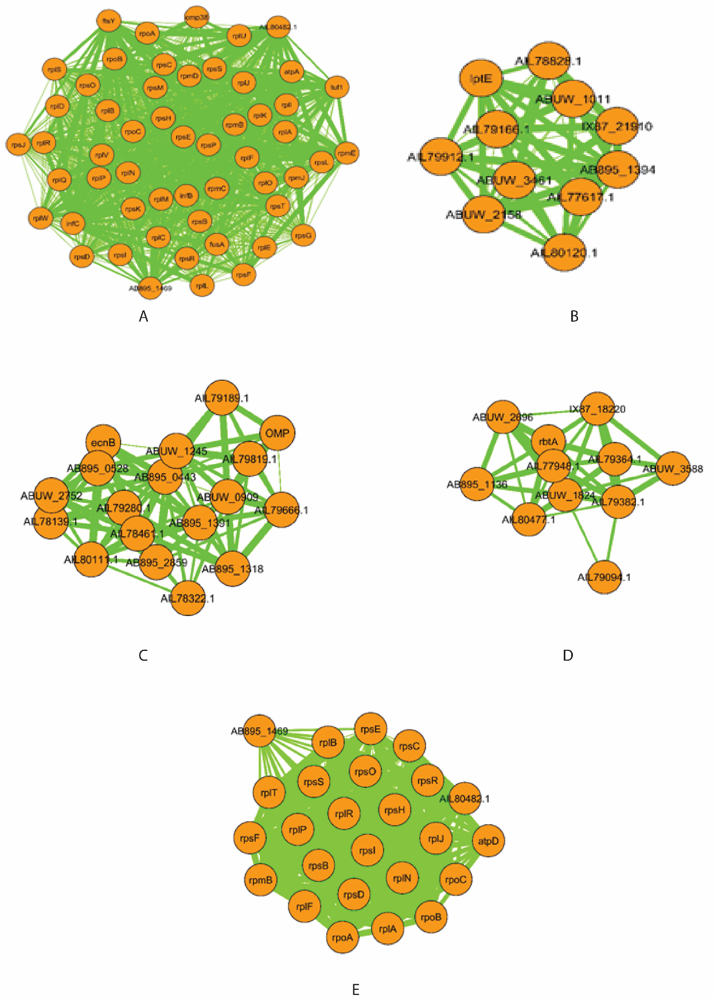 ftsY
omp38
AIL80482.1
rpoA
rplU
rpoB
rpsC
rpsS
rpmD
rplS
atpA
rpsO
rpsM
rplJ
tuf1
rplD
rplB
rplI
rpsH
rplK
rpmB
rpoC
rplA
rpsE
rpsJ
rplR
rpsP
rplV
rplF
rpmE
rpsL
rplQ
rplP
rplN
rplO
rpmJ
rpmC
infB
rplM
rpsK
rpsT
rplW
infC
rpsB
rplC
rpsG
fusA
rplE
rpsD
rpsI
rpsR
rpsF
AB895_1469
rplL
A
AIL78828.1
lptE
ABUW_1011
AIL79166.1
IX87_21910
AIL79912.1
AB895_1394
ABUW_3461
AIL77617.1
ABUW_2158
AIL80120.1
B
AIL79189.1
OMP
ecnB
ABUW_1245
AIL79819.1
AB895_0528
AB895_0443
ABUW_2752
ABUW_0909
AIL79280.1
AIL79666.1
AIL78139.1
AB895_1391
AIL78461.1
AIL80111.1
AB895_2859
AB895_1318
AIL78322.1
C
IX87_18220
ABUW_2696
rbtA
AIL79364.1
AIL77948.1
ABUW_3588
AB895_1136
ABUW_1824
AIL79382.1
AIL80477.1
AIL79094.1
D
AB895_1469
rpsE
rplB
rpsC
rpsO
rpsS
rpsR
rplT
AIL80482.1
rplR
rpsH
rplP
rpsF
rplJ
atpD
rpsI
rpsB
rplN
rpmB
rpoC
rpsD
rplF
rpoB
rplA
rpoA
E